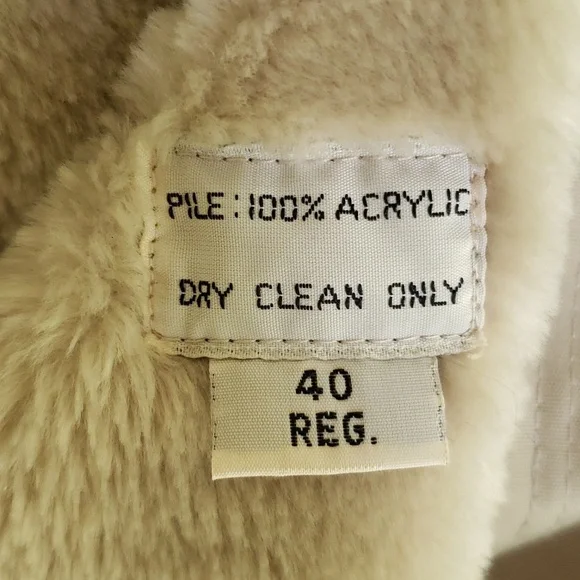 PILE: 100% ACRYLIC
DRY CLEAN ONLY
40
REG.